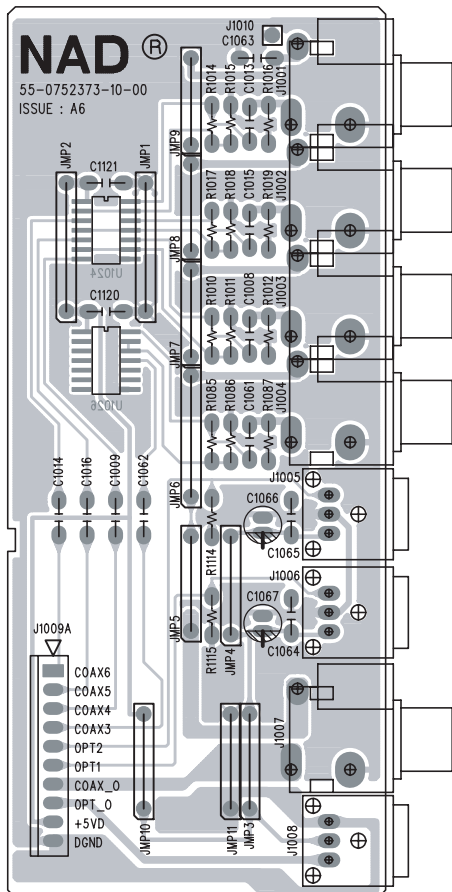 NAD ®
55-0752373-10-00
ISSUE : A6
J1010
C1063
R1014
R1015
C1013
R1006
J1001
JMP9
JMP2
C1121
JMP1
U1024
R1017
R1018
C1015
R1019
J1002
JMP8
C1120
U1026
R1010
R1011
C1008
R1012
J1003
JMP7
R1085
R1086
C1061
R1087
J1004
C1014
C1016
C1009
C1062
JMP6
J1005
C1066
C1065
R1114
J1006
C1067
C1064
JMP5
R1115
JMP4
J1009A
COAX6
COAX5
COAX4
COAX3
OPT2
OPT1
COAX_O
OPT_O
+5VD
DGND
J1007
JMP10
JMP11
JMP3
J1008